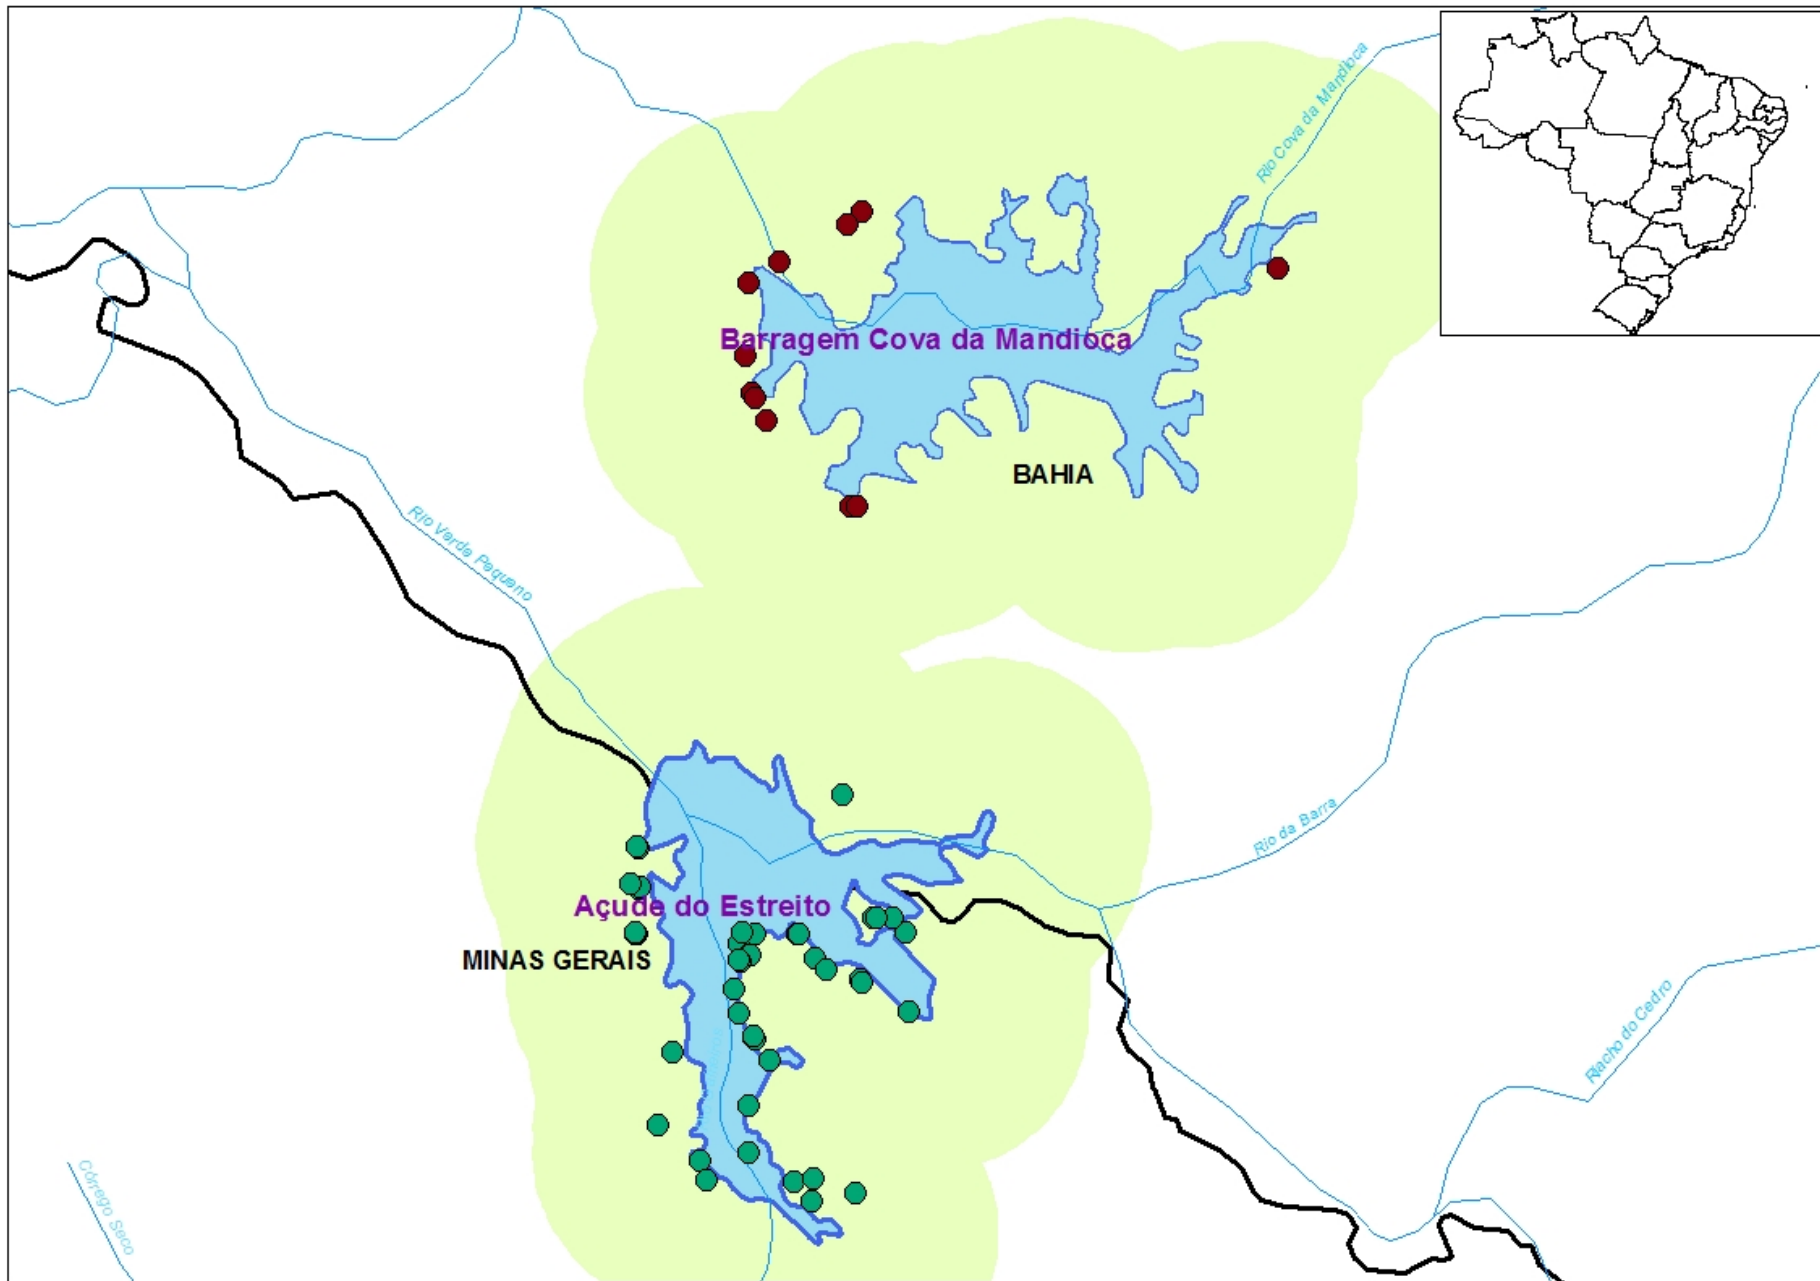 Rio Cova da Mandioca
Barragem Cova da Mandioca
BAHIA
Rio Verde Pequeno
Rio da Barra
Açude do Estreito
MINAS GERAIS
Riacho do Cedro
Córrego Seco